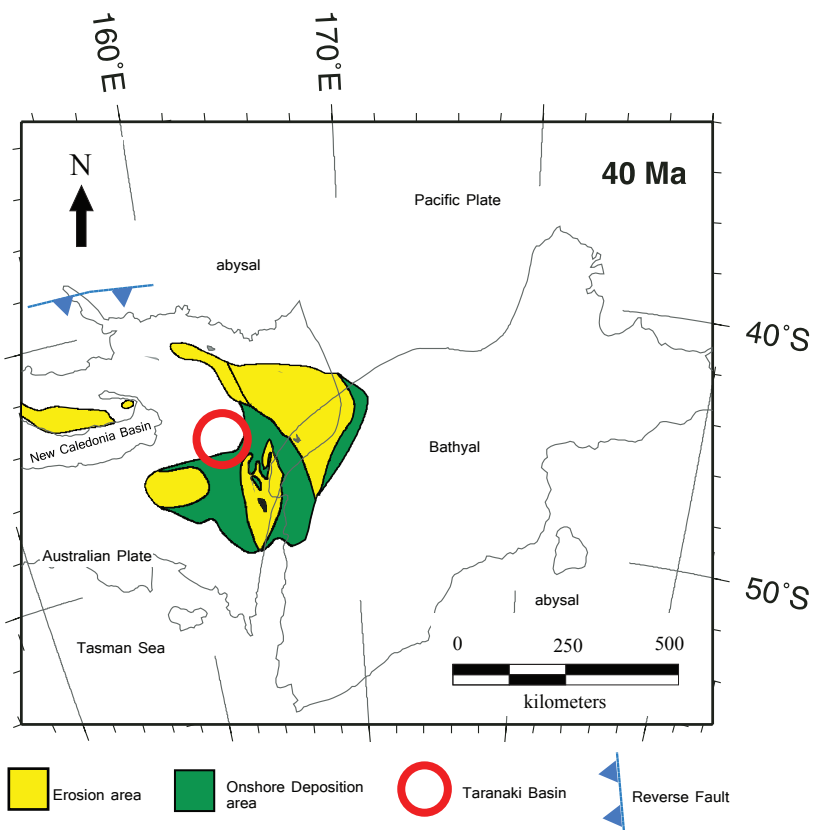 160°E
170°E
N
40 Ma
Pacific Plate
abysal
40°S
New Caledonia Basin
Bathyal
Australian Plate
50°S
abysal
Tasman Sea
0 250 500
kilometers
Erosion area
Onshore Deposition
area
Taranaki Basin
Reverse Fault